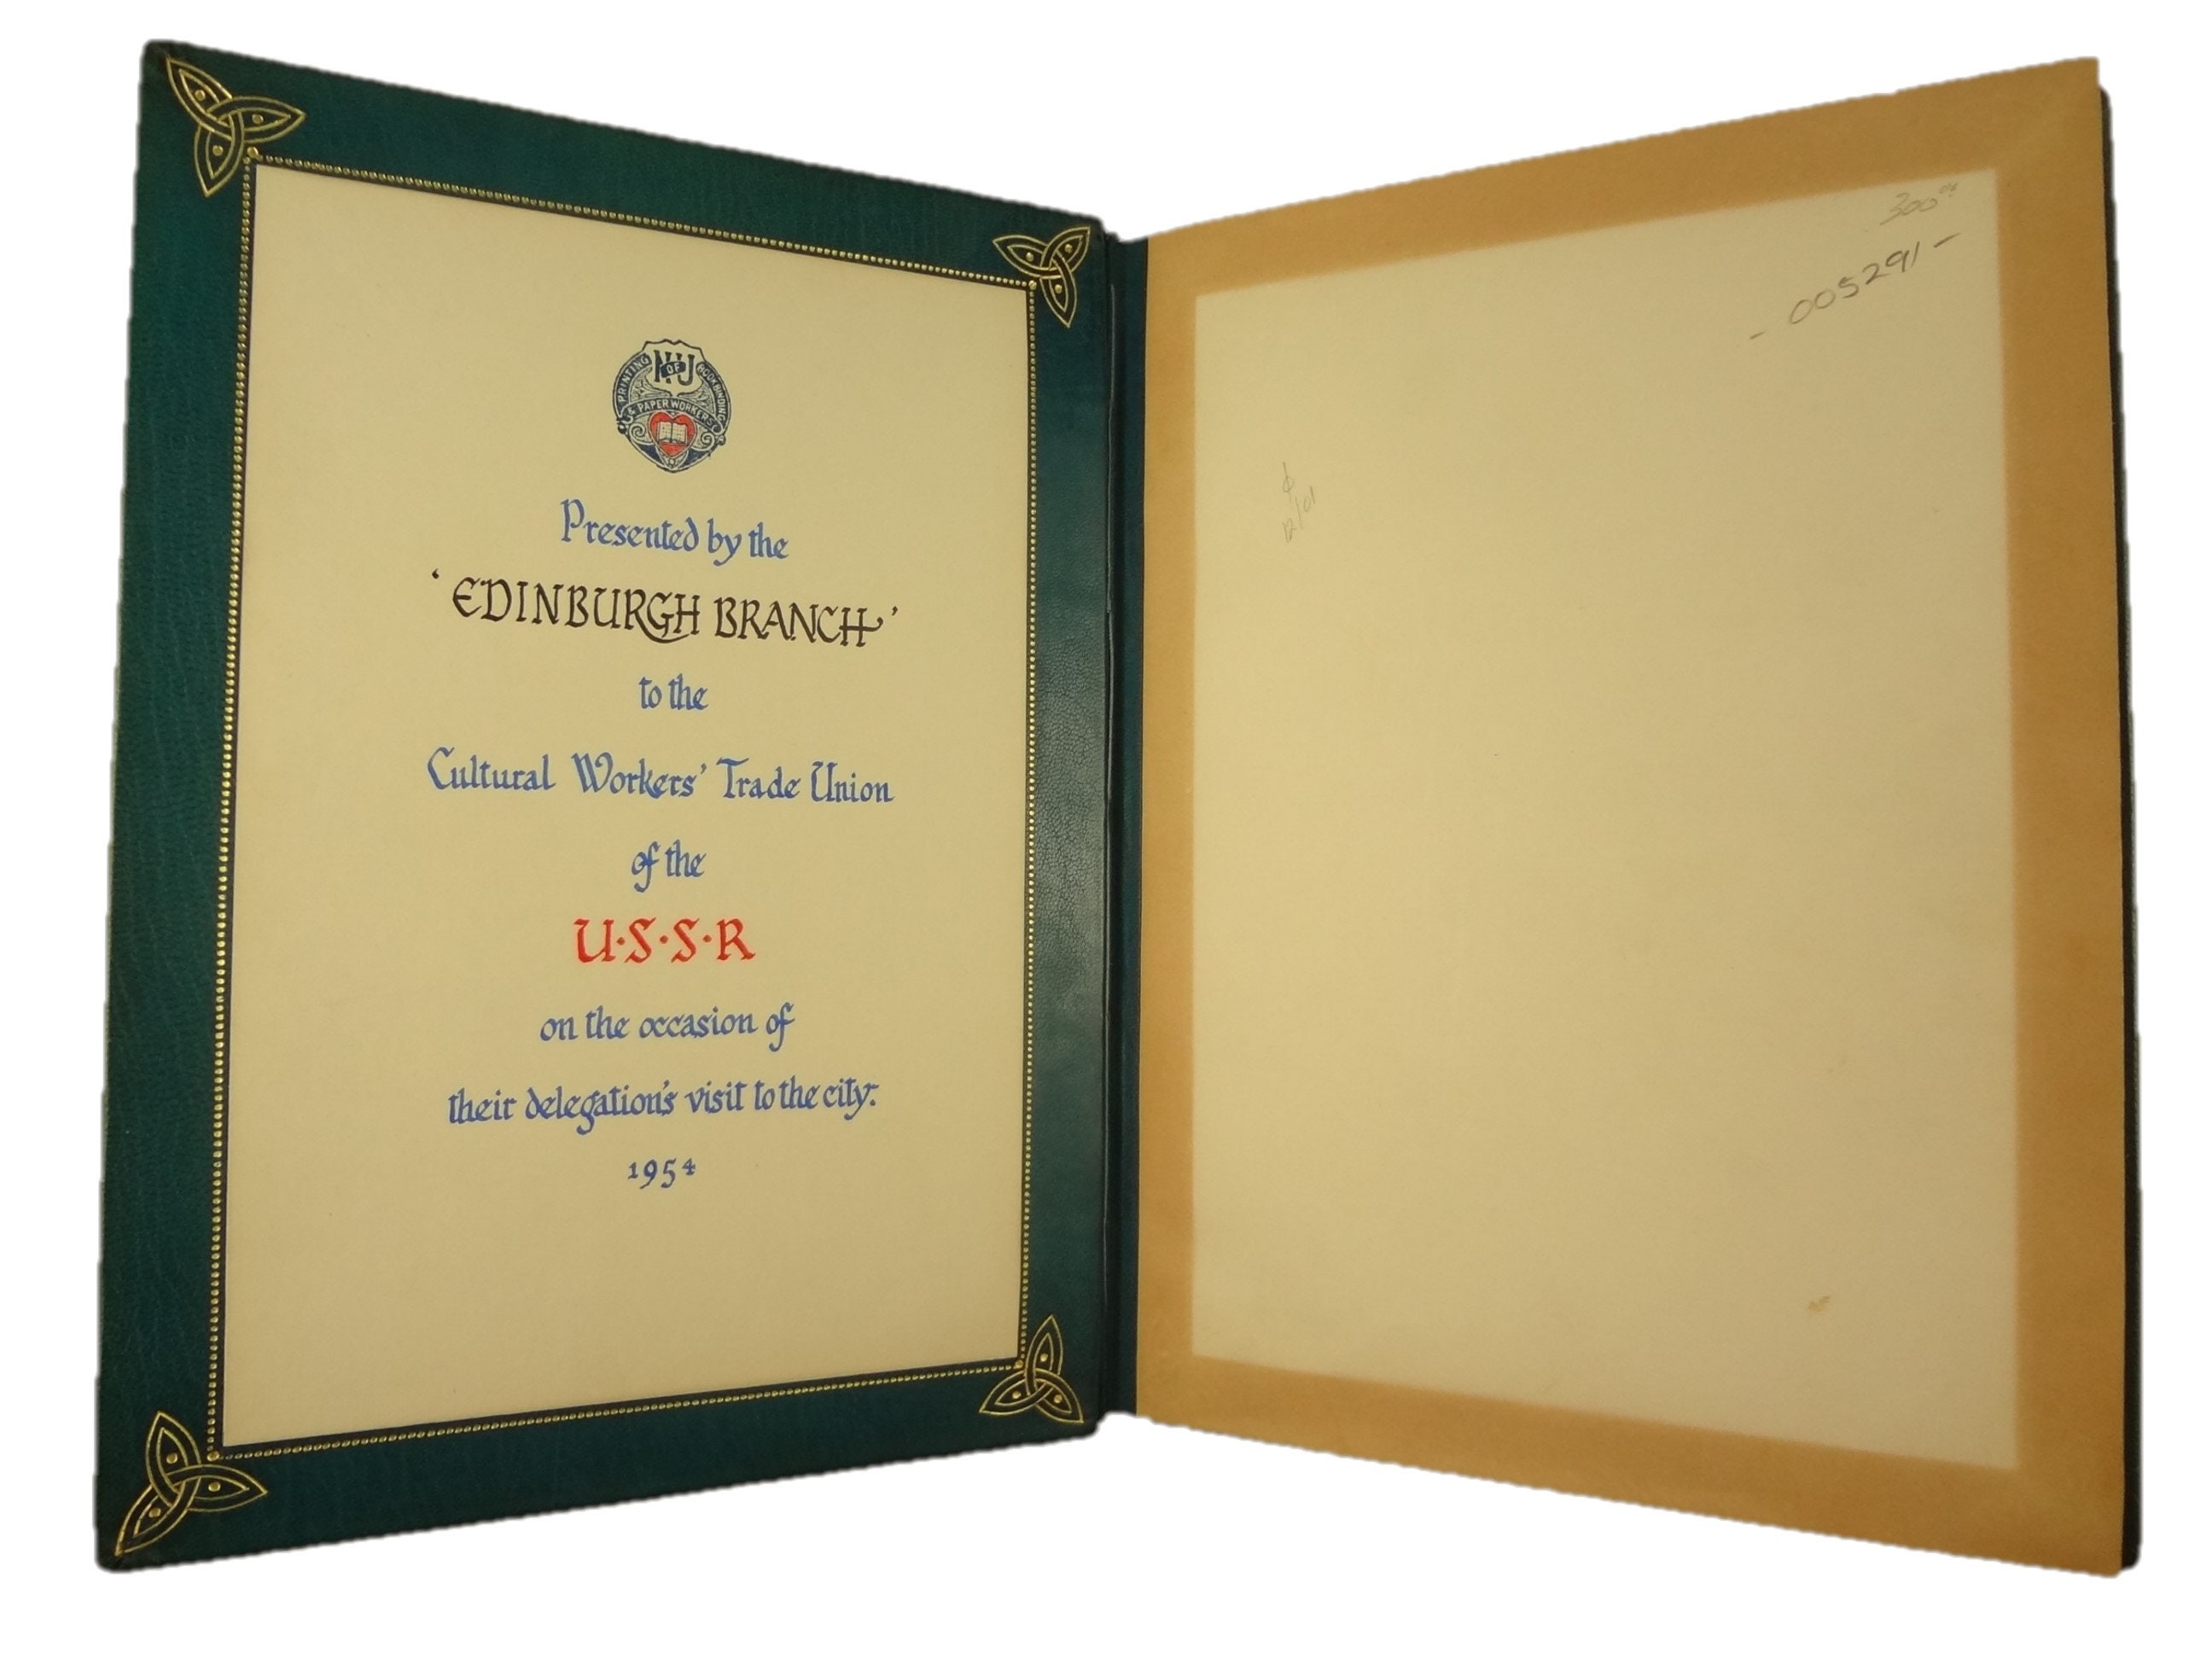 N.U.
OF
PRINTING
BOOKBINDING
& PAPER WORKERS
Presented by the
‘EDINBURGH BRANCH’
to the
Cultural Workers’ Trade Union
of the
U·S·S·R
on the occasion of
their delegation's visit to the city:
1954
300
- 005291 -